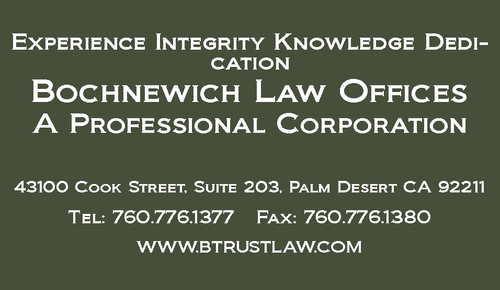 Experience Integrity Knowledge Dedi-
cation
Bochnewich Law Offices
A Professional Corporation
43100 Cook Street, Suite 203, Palm Desert CA 92211
Tel: 760.776.1377 Fax: 760.776.1380
www.btrustlaw.com